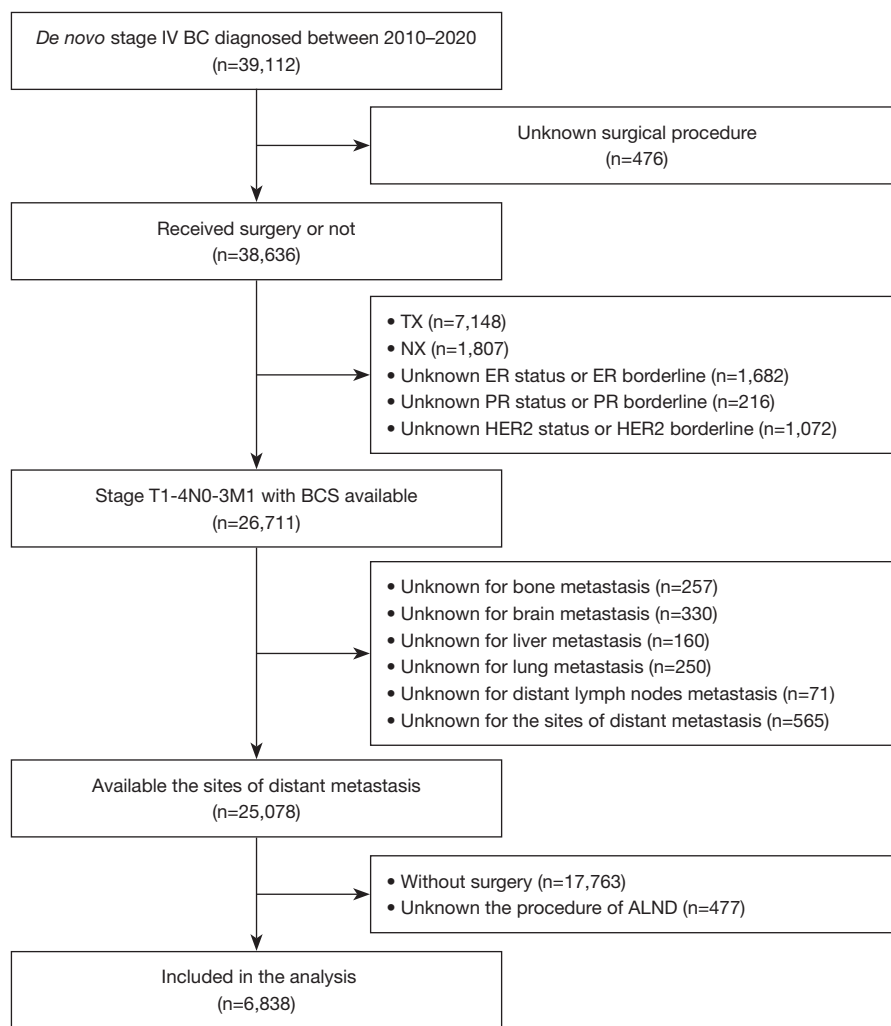 De novo stage IV BC diagnosed between 2010–2020
(n=39,112)
Unknown surgical procedure
(n=476)
Received surgery or not
(n=38,636)
• TX (n=7,148)
• NX (n=1,807)
• Unknown ER status or ER borderline (n=1,682)
• Unknown PR status or PR borderline (n=216)
• Unknown HER2 status or HER2 borderline (n=1,072)
Stage T1-4N0-3M1 with BCS available
(n=26,711)
• Unknown for bone metastasis (n=257)
• Unknown for brain metastasis (n=330)
• Unknown for liver metastasis (n=160)
• Unknown for lung metastasis (n=250)
• Unknown for distant lymph nodes metastasis (n=71)
• Unknown for the sites of distant metastasis (n=565)
Available the sites of distant metastasis
(n=25,078)
• Without surgery (n=17,763)
• Unknown the procedure of ALND (n=477)
Included in the analysis
(n=6,838)